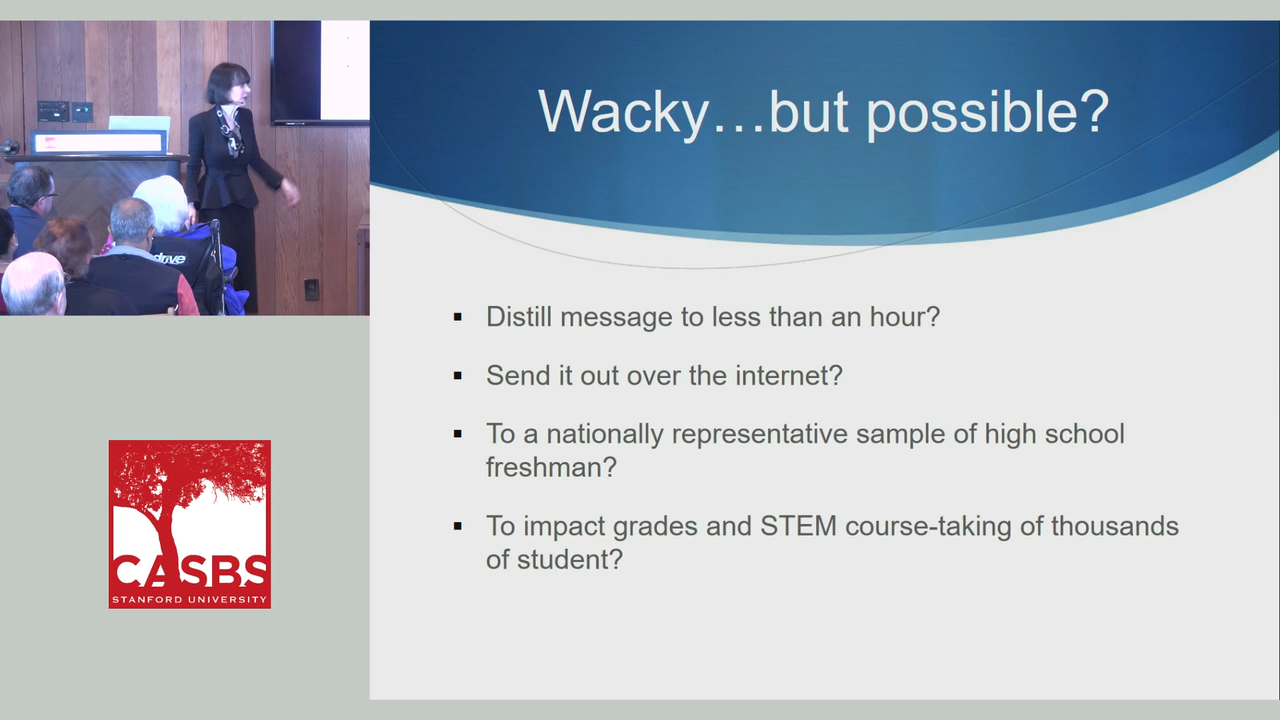 Wacky…but possible?
▪ Distill message to less than an hour?
▪ Send it out over the internet?
▪ To a nationally representative sample of high school
freshman?
▪ To impact grades and STEM course-taking of thousands
of student?
drive
CASBS
STANFORD UNIVERSITY